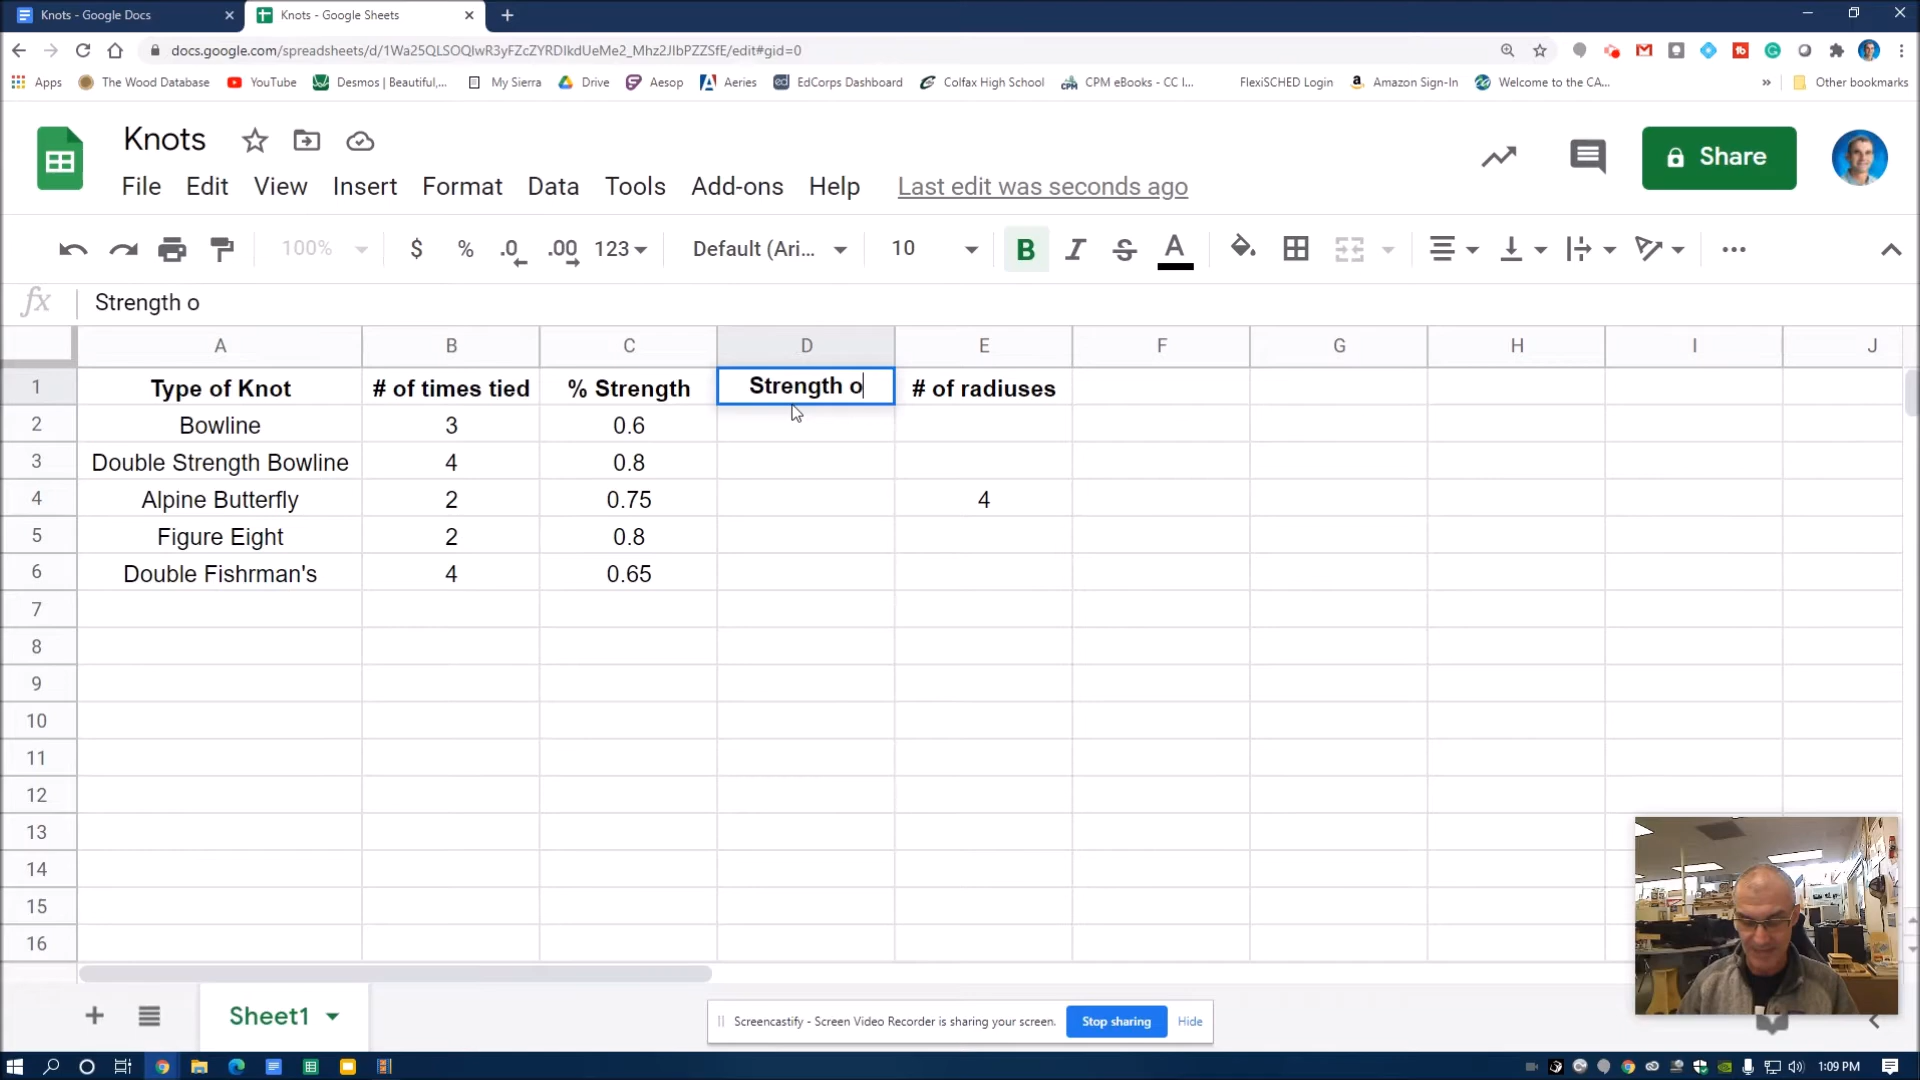 Knots - Google Docs
Knots - Google Sheets
docs.google.com/spreadsheets/d/1Wa25QLSOQIwR3yFZcZYRDIkdUeMe2_Mhz2JIbPZZSfE/edit#gid=0
Apps The Wood Database YouTube Desmos | Beautiful,... My Sierra Drive Aesop Aeries EdCorps Dashboard Colfax High School CPM eBooks - CC I... FlexiSCHED Login Amazon Sign-In Welcome to the CA... » Other bookmarks
Knots
Share
File Edit View Insert Format Data Tools Add-ons Help Last edit was seconds ago
100% $ % .0 .00 123 Default (Ari... 10 B I S A
fx Strength o
A B C D E F G H I J
1 Type of Knot # of times tied % Strength Strength o # of radiuses
2 Bowline 3 0.6
3 Double Strength Bowline 4 0.8
4 Alpine Butterfly 2 0.75 4
5 Figure Eight 2 0.8
6 Double Fishrman's 4 0.65
7
8
9
10
11
12
13
14
15
16
Sheet1
Screencastify - Screen Video Recorder is sharing your screen. Stop sharing Hide
1:09 PM